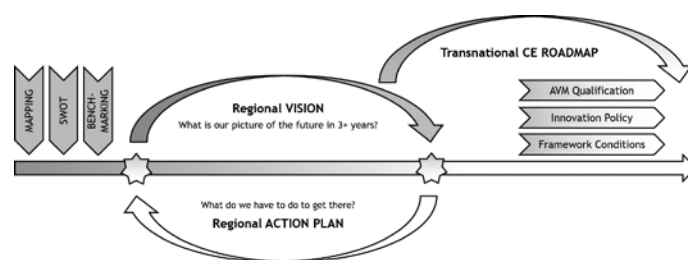 MAPPING
SWOT
BENCH-
MARKING
Regional VISION
What is our picture of the future in 3+ years?
Transnational CE ROADMAP
AVM Qualification
Innovation Policy
Framework Conditions
What do we have to do to get there?
Regional ACTION PLAN